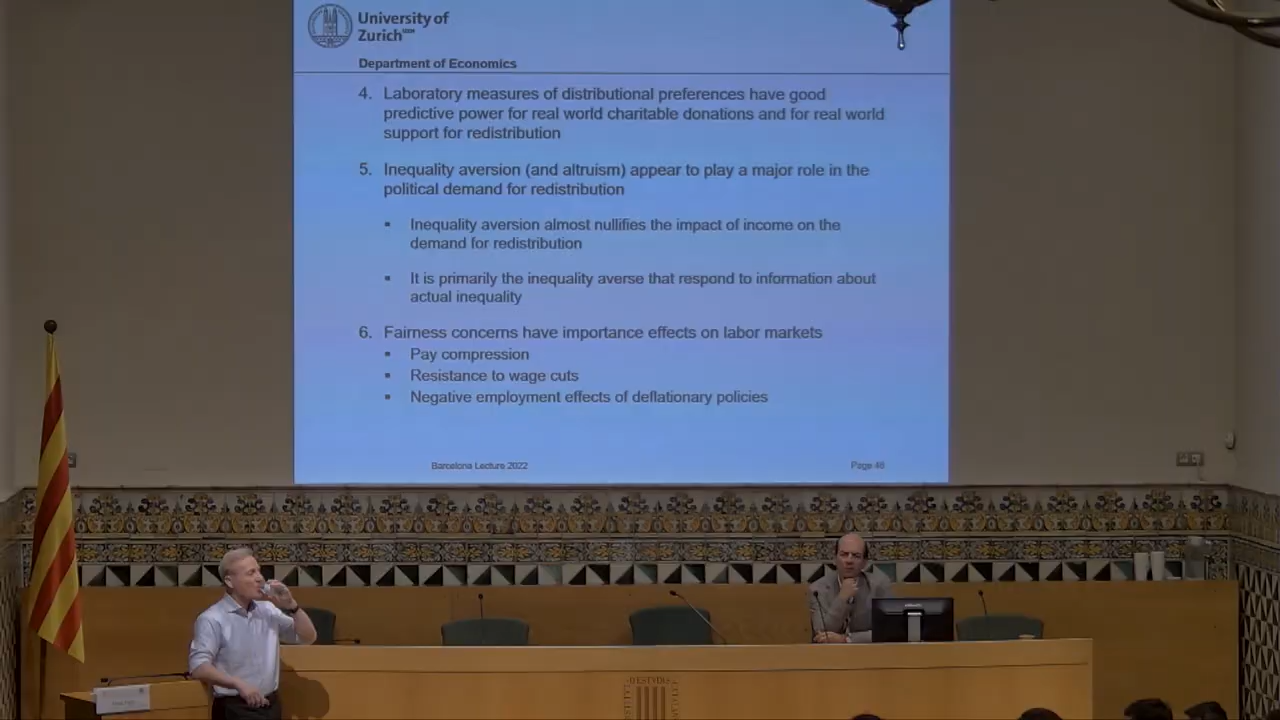 University of
Zurich
Department of Economics
4. Laboratory measures of distributional preferences have good
predictive power for real world charitable donations and for real world
support for redistribution
5. Inequality aversion (and altruism) appear to play a major role in the
political demand for redistribution
▪ Inequality aversion almost nullifies the impact of income on the
demand for redistribution
▪ It is primarily the inequality averse that respond to information about
actual inequality
6. Fairness concerns have importance effects on labor markets
▪ Pay compression
▪ Resistance to wage cuts
▪ Negative employment effects of deflationary policies
Barcelona Lecture 2022
Page 46